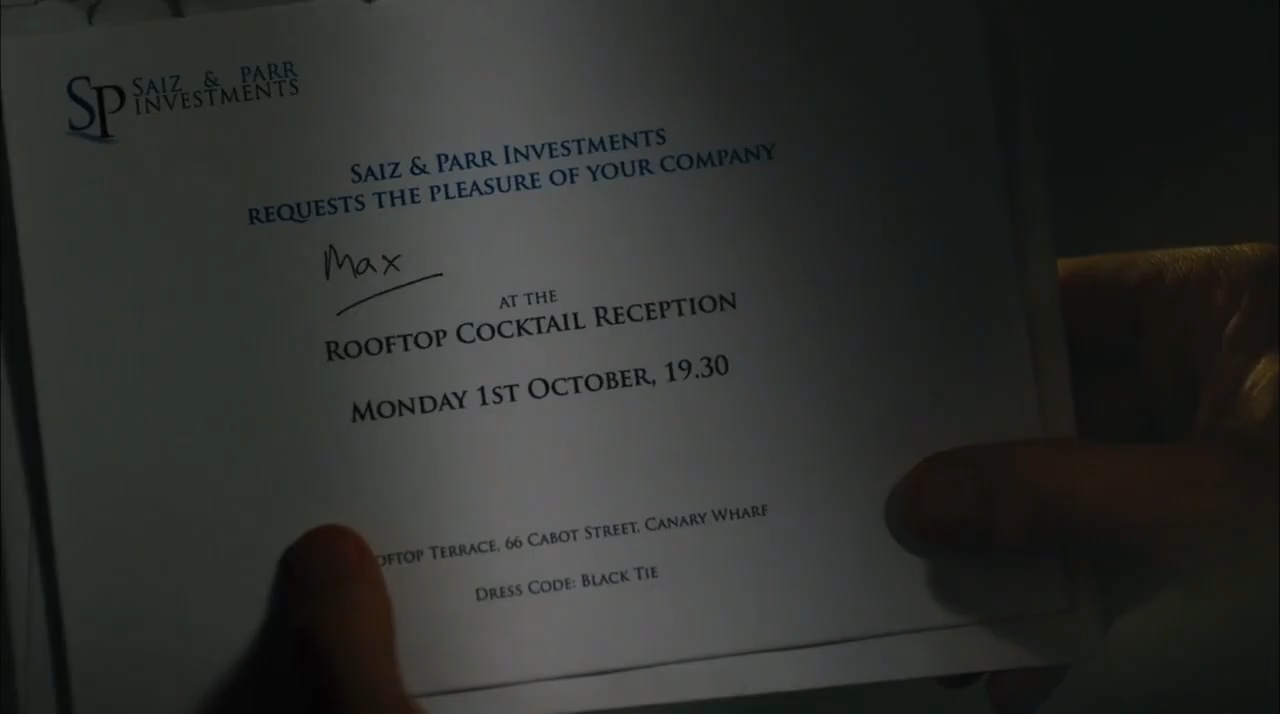 SP SAIZ & PARR
INVESTMENTS
SAIZ & PARR INVESTMENTS
REQUESTS THE PLEASURE OF YOUR COMPANY
Max
AT THE
ROOFTOP COCKTAIL RECEPTION
MONDAY 1ST OCTOBER, 19.30
OFTOP TERRACE, 66 CABOT STREET, CANARY WHARF
DRESS CODE: BLACK TIE